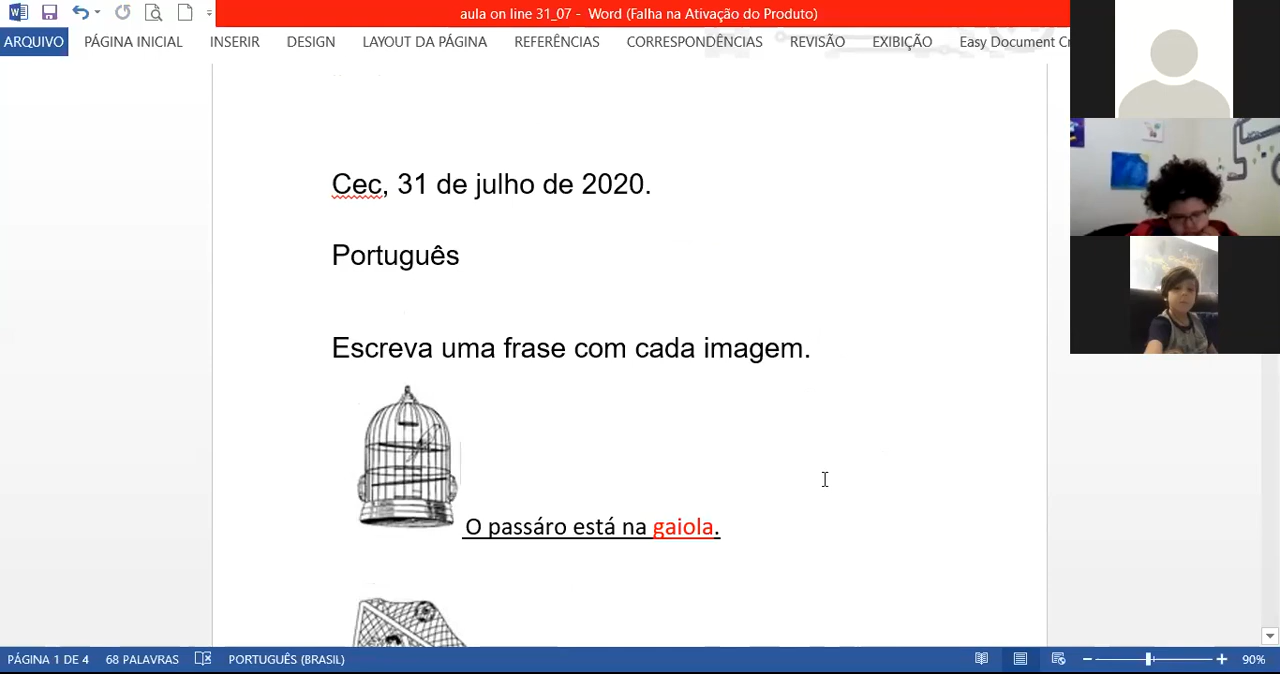 aula on line 31_07 - Word (Falha na Ativação do Produto)
ARQUIVO PÁGINA INICIAL INSERIR DESIGN LAYOUT DA PÁGINA REFERÊNCIAS CORRESPONDÊNCIAS REVISÃO EXIBIÇÃO Easy Document Cr
Cec, 31 de julho de 2020.
Português
Escreva uma frase com cada imagem.
O passáro está na gaiola.
PÁGINA 1 DE 4 68 PALAVRAS PORTUGUÊS (BRASIL) 90%